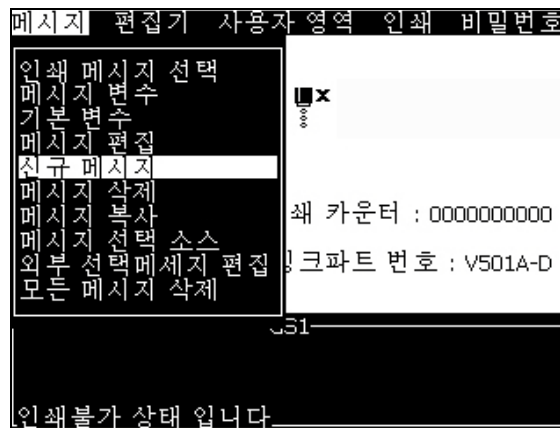 메시지 편집기 사용자 영역 인쇄 비밀번호
인쇄 메시지 선택
메시지 변수
기본 변수
메시지 편집
신규 메시지
메시지 삭제
메시지 복사
메시지 선택 소스
외부 선택메세지 편집
모든 메시지 삭제
x
쇄 카운터 : 0000000000
크파트 번호 : V501A-D
CS1
인쇄불가 상태 입니다